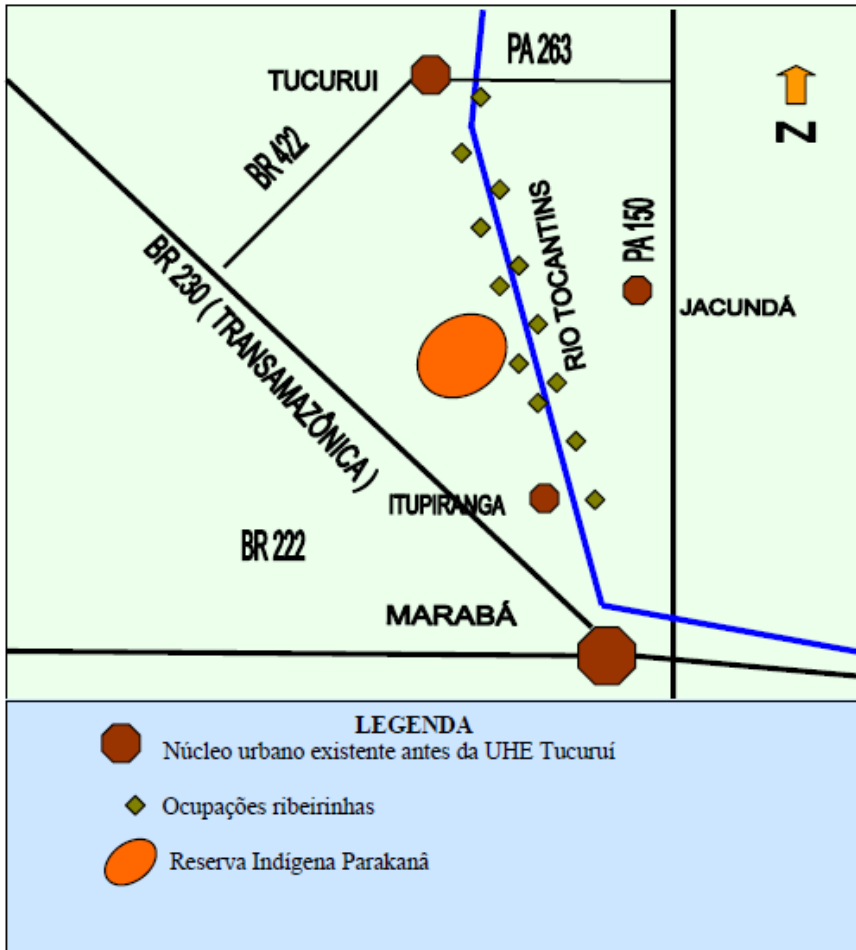 PA 263
TUCURUI
N
BR 422
RIO TOCANTINS
PA 150
BR 230 ( TRANSAMAZÔNICA )
JACUNDÁ
ITUPIRANGA
BR 222
MARABÁ
LEGENDA
Núcleo urbano existente antes da UHE Tucuruí
Ocupações ribeirinhas
Reserva Indígena Parakanâ